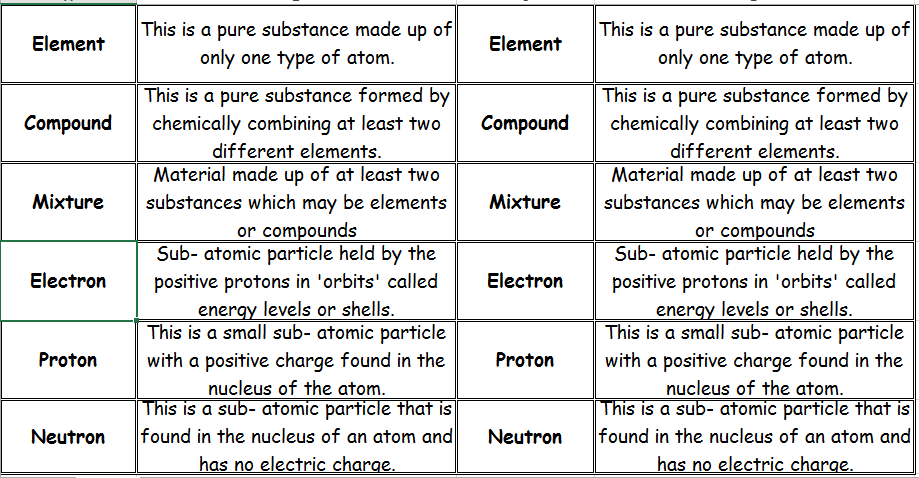 Element
This is a pure substance made up of
only one type of atom.
Element
This is a pure substance made up of
only one type of atom.
Compound
This is a pure substance formed by
chemically combining at least two
different elements.
Compound
This is a pure substance formed by
chemically combining at least two
different elements.
Mixture
Material made up of at least two
substances which may be elements
or compounds
Mixture
Material made up of at least two
substances which may be elements
or compounds
Electron
Sub- atomic particle held by the
positive protons in 'orbits' called
energy levels or shells.
Electron
Sub- atomic particle held by the
positive protons in 'orbits' called
energy levels or shells.
Proton
This is a small sub- atomic particle
with a positive charge found in the
nucleus of the atom.
Proton
This is a small sub- atomic particle
with a positive charge found in the
nucleus of the atom.
Neutron
This is a sub- atomic particle that is
found in the nucleus of an atom and
has no electric charge.
Neutron
This is a sub- atomic particle that is
found in the nucleus of an atom and
has no electric charge.